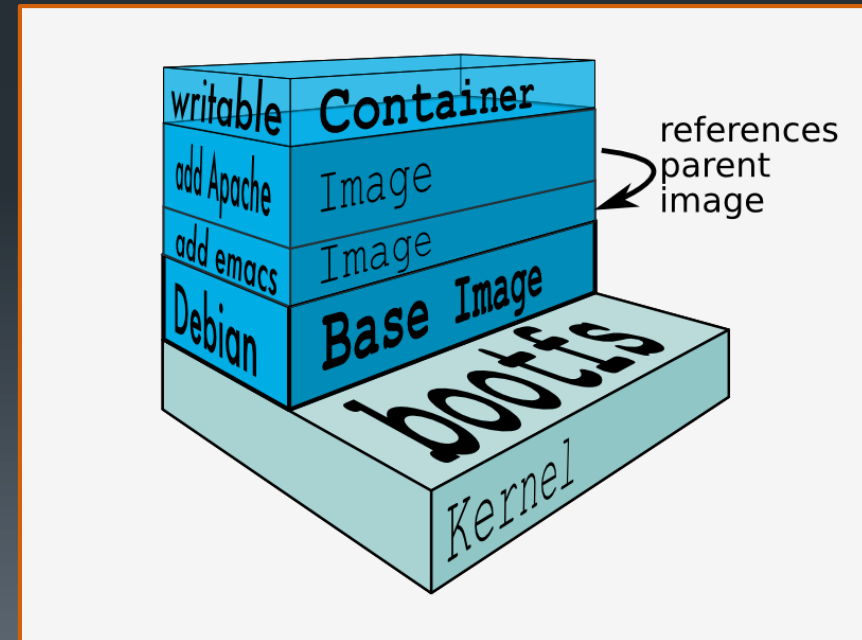 writable Container
references
parent
image
add Apache Image
add emacs Image
Debian Base Image
bootfs
Kernel